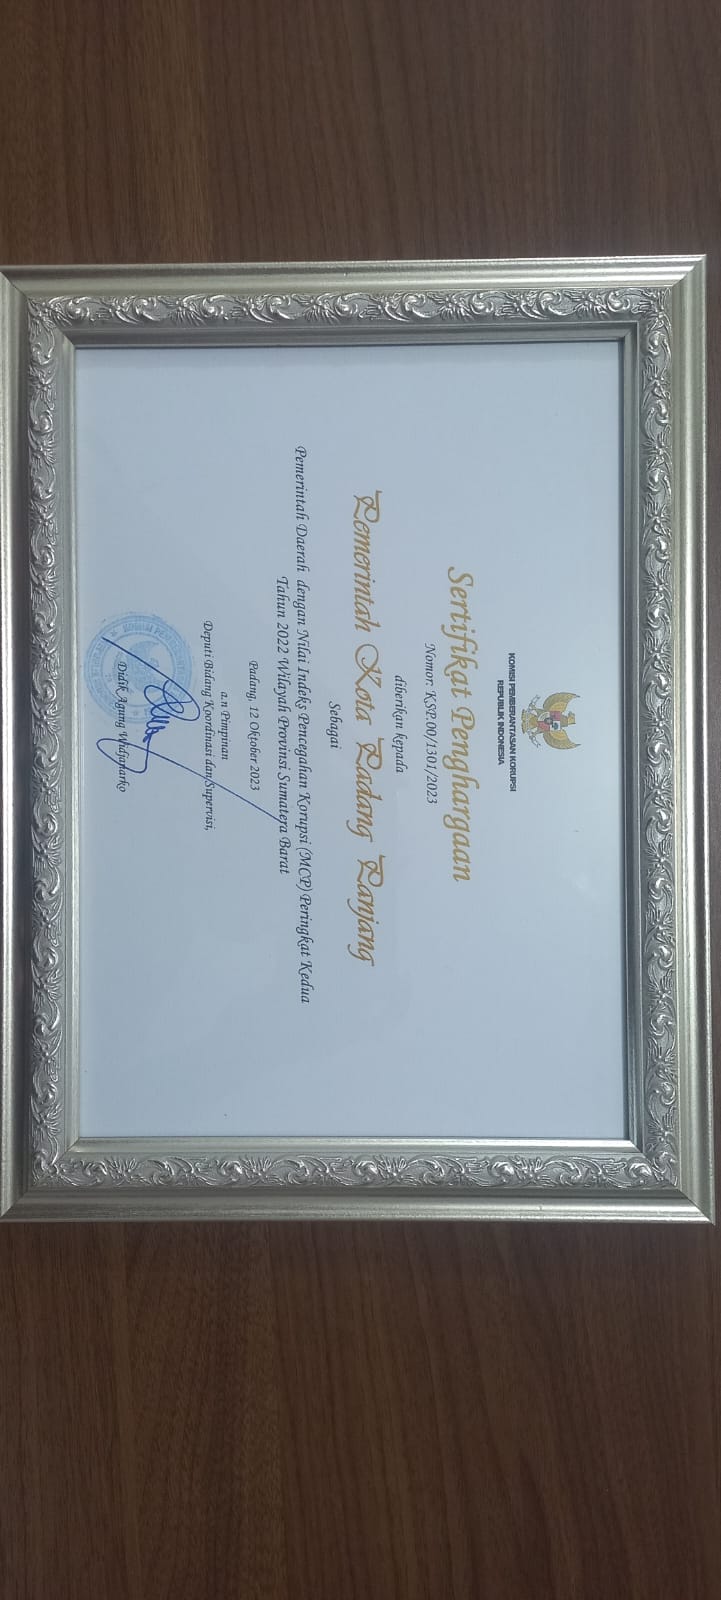 KOMISI PEMBERANTASAN KORUPSI
REPUBLIK INDONESIA
Sertifikat Penghargaan
Nomor: KSP.00/1301/2023
diberikan kepada
Pemerintah Kota Padang Panjang
Sebagai
Pemerintah Daerah dengan Nilai Indeks Pencegahan Korupsi (MCP) Peringkat Kedua
Tahun 2022 Wilayah Provinsi Sumatera Barat
Padang, 12 Oktober 2023
a.n Pimpinan
Deputi Bidang Koordinasi dan Supervisi,
Didik Agung Widjanarko